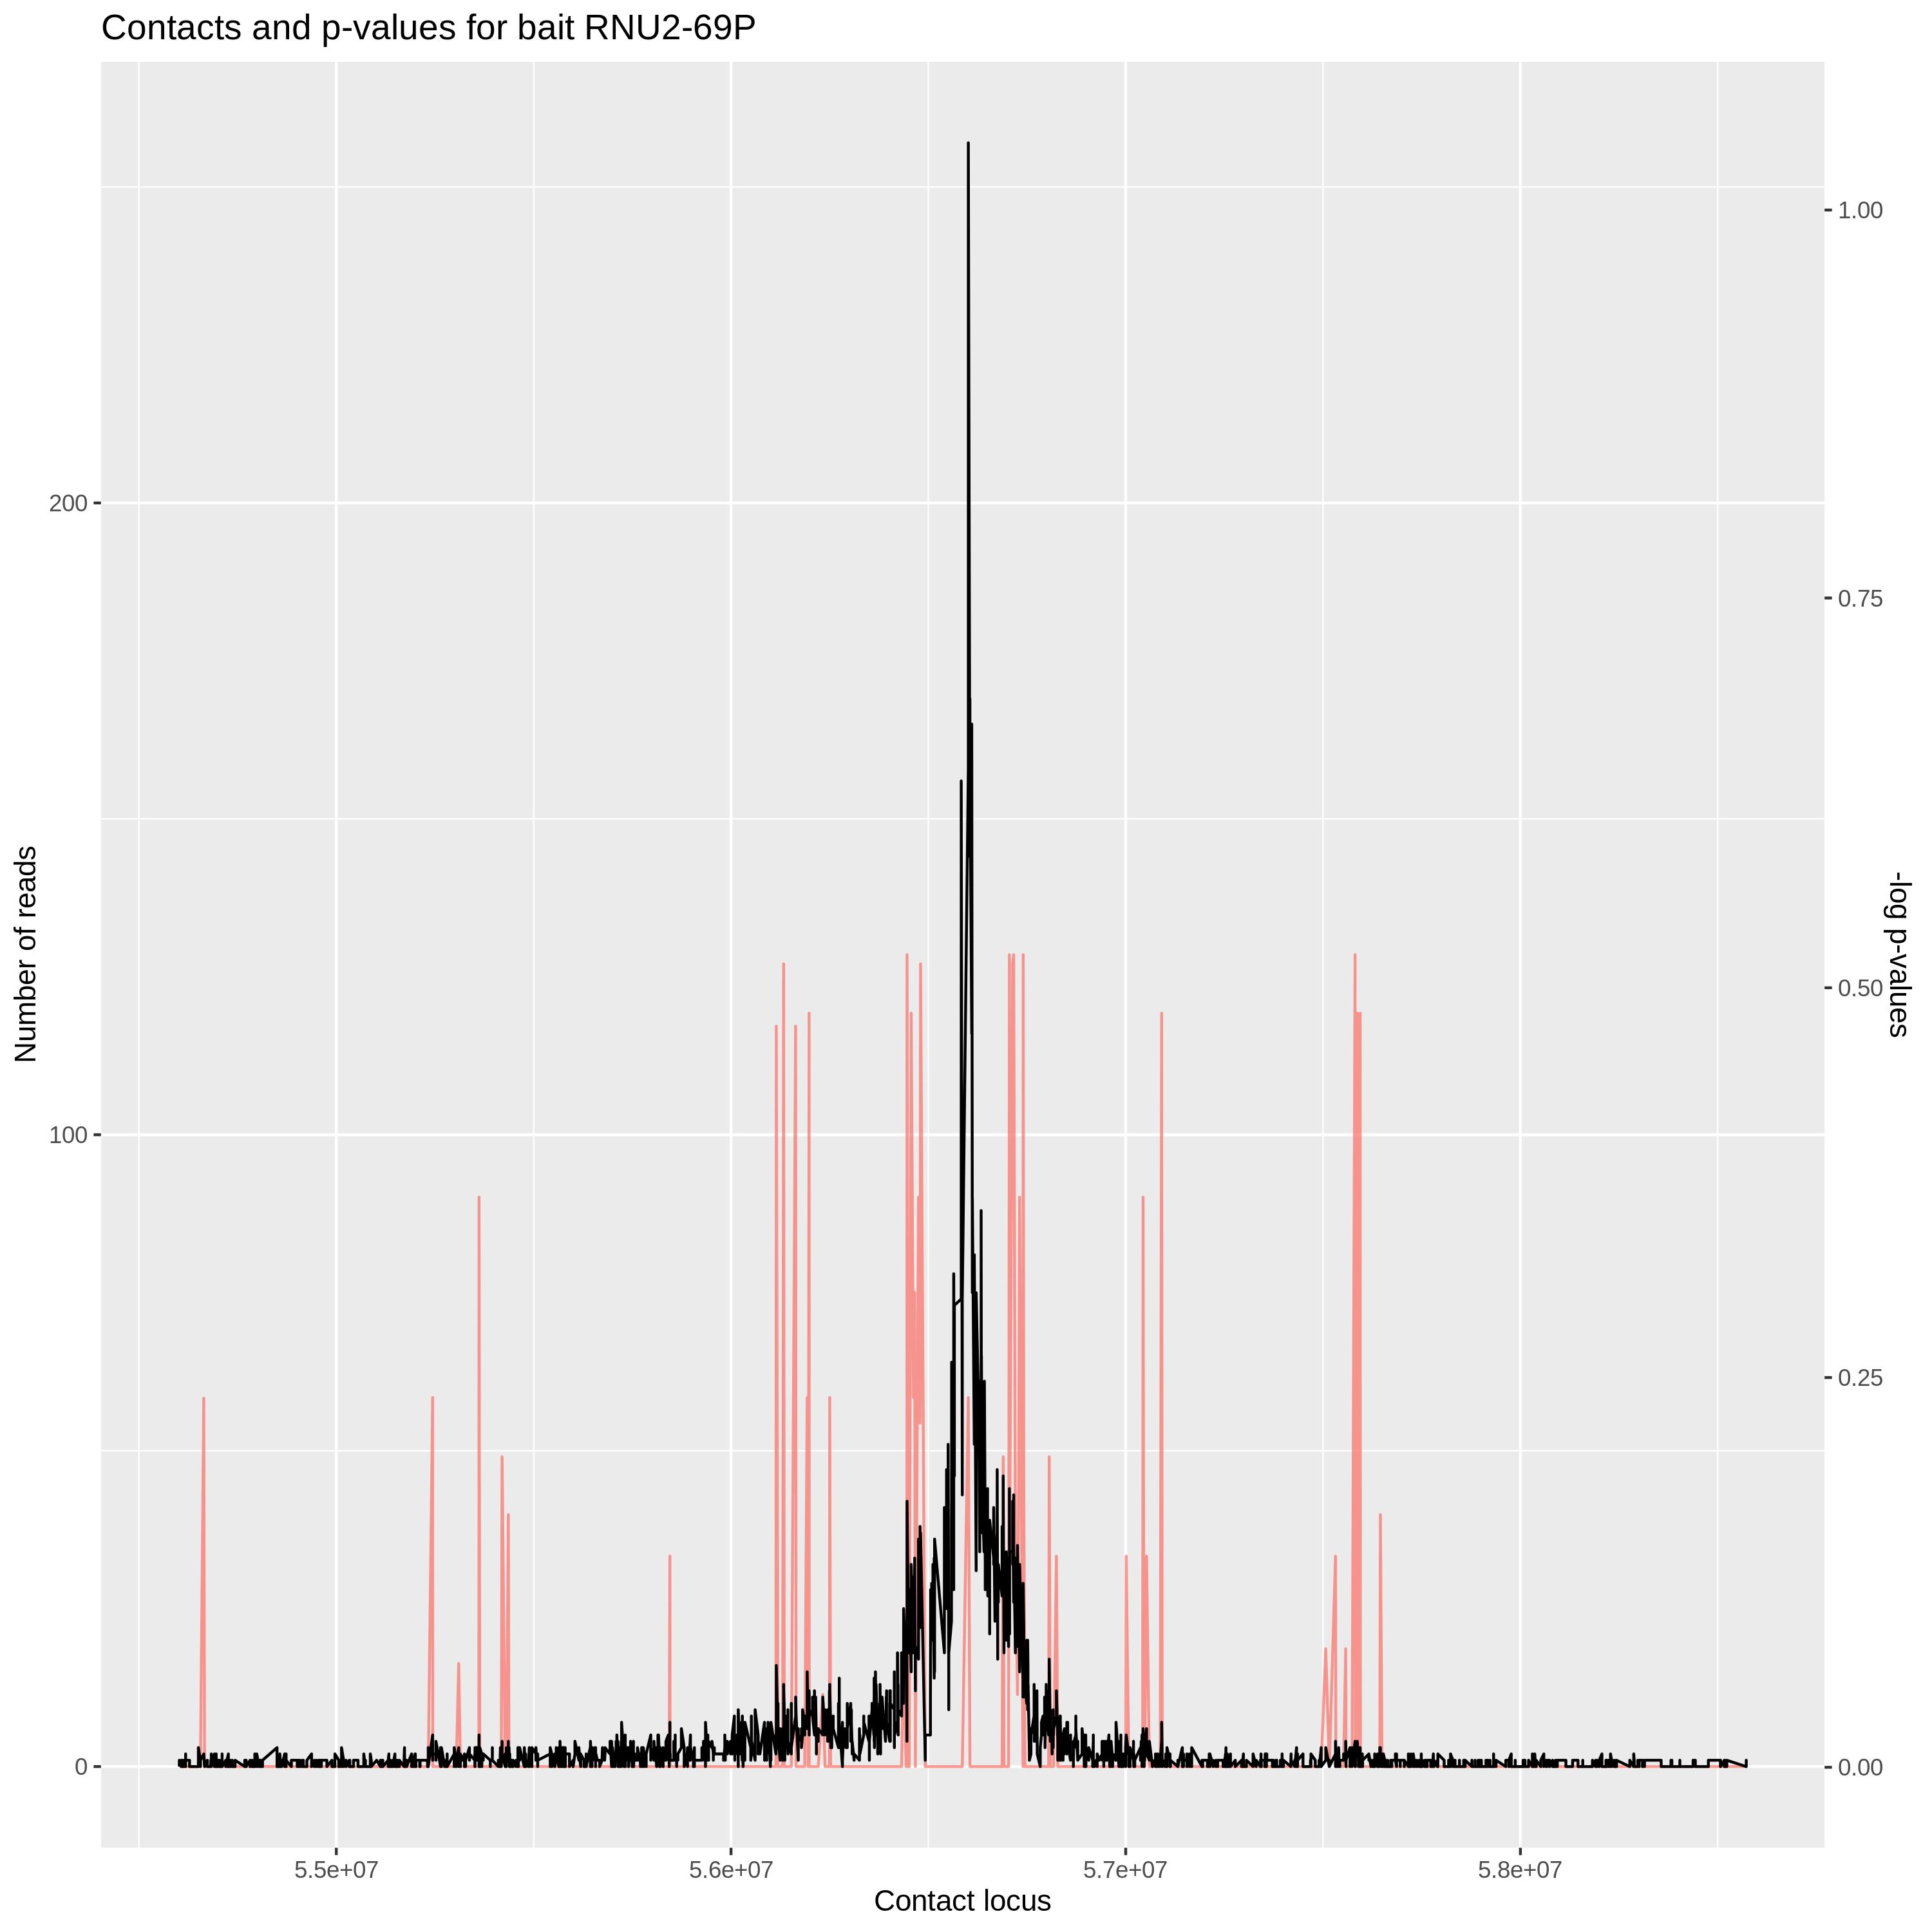 Contacts and p-values for bait RNU2-69P
Number of reads
200
100
0
1.00
0.75
0.50
0.25
0.00
-log p-values
5.5e+07 5.6e+07 5.7e+07 5.8e+07
Contact locus